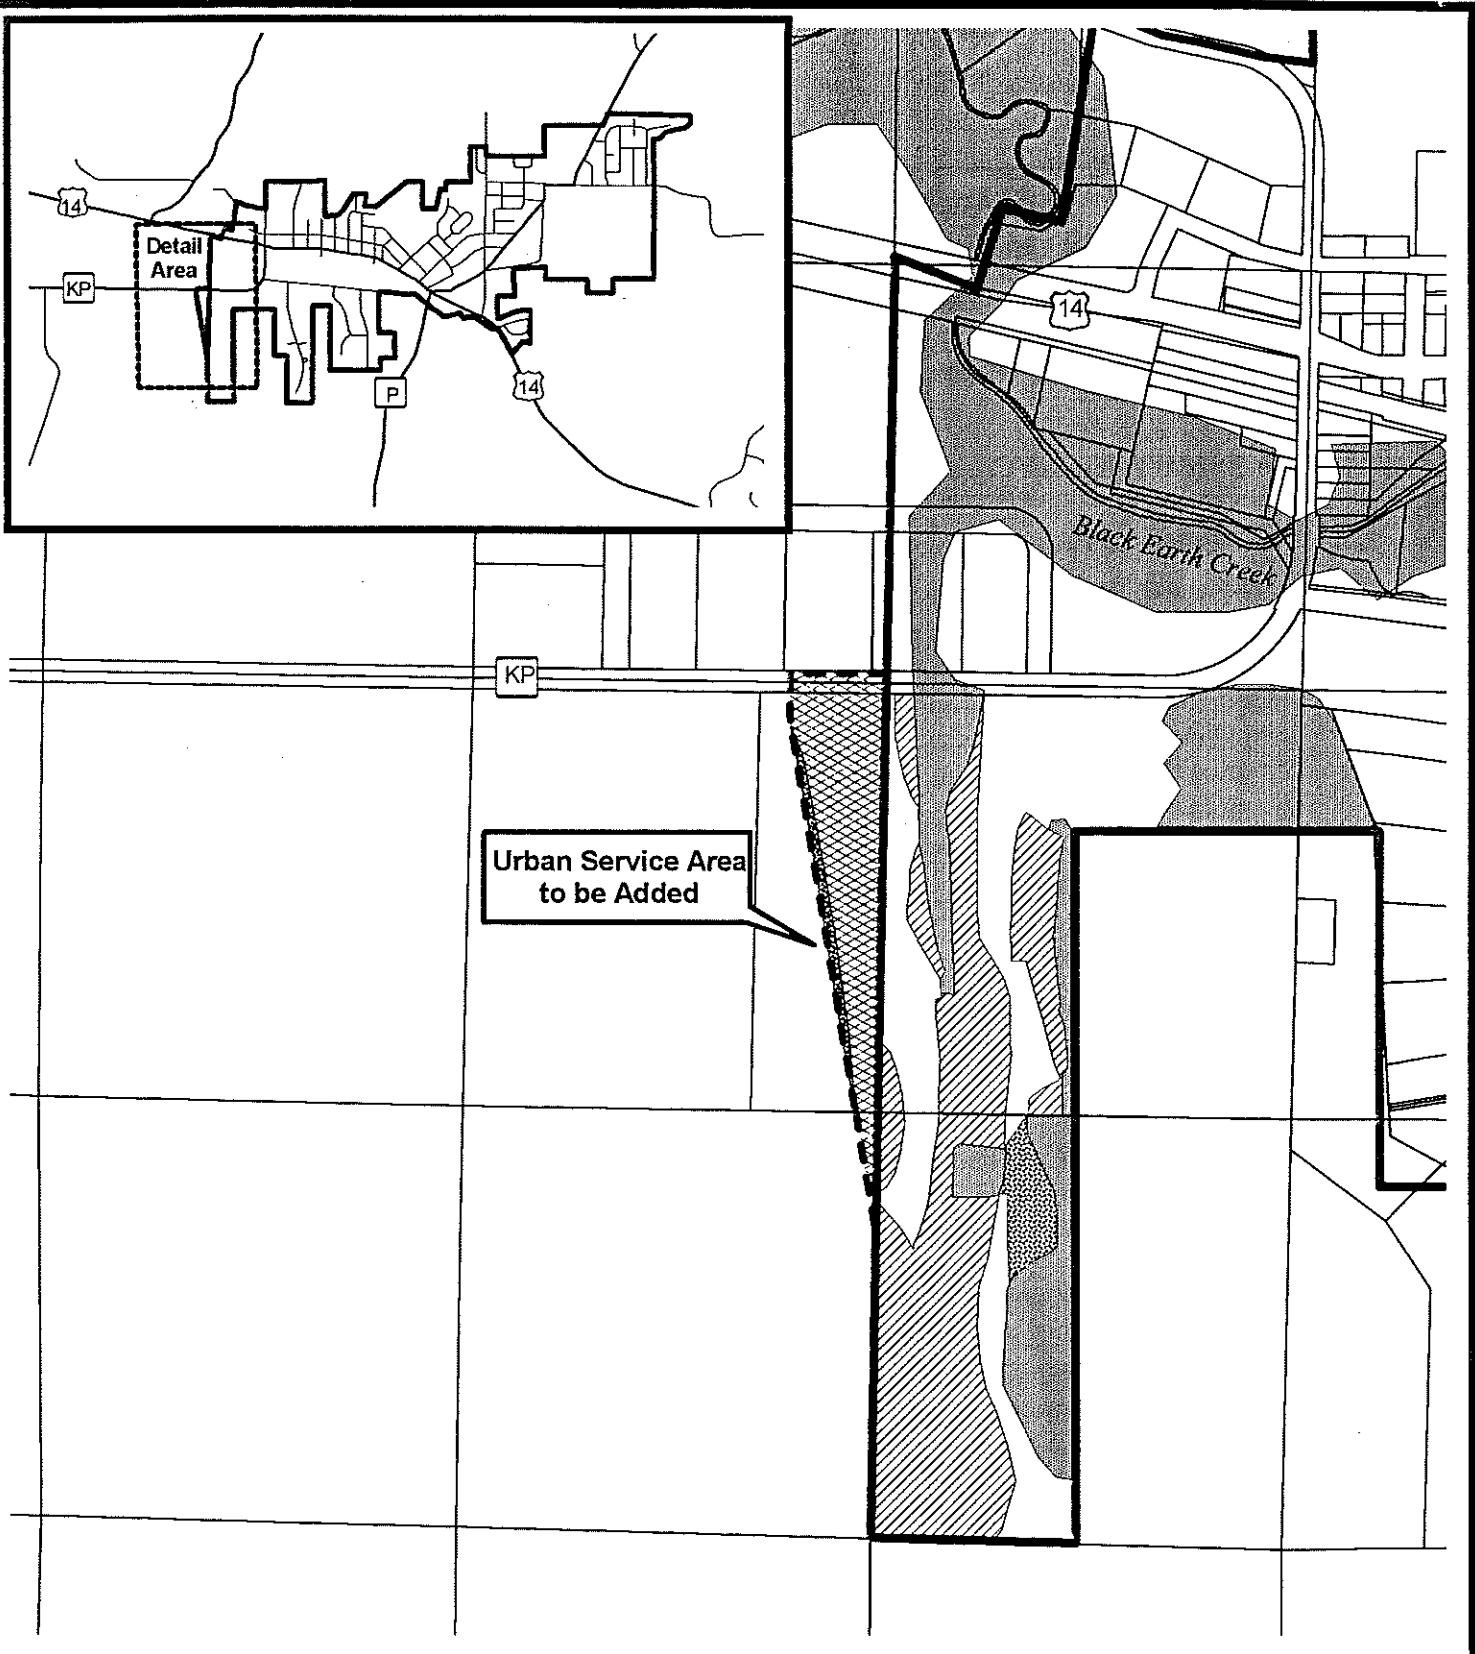 14
Detail
Area
KP
P
14
14
Black Earth Creek
KP
Urban Service Area
to be Added